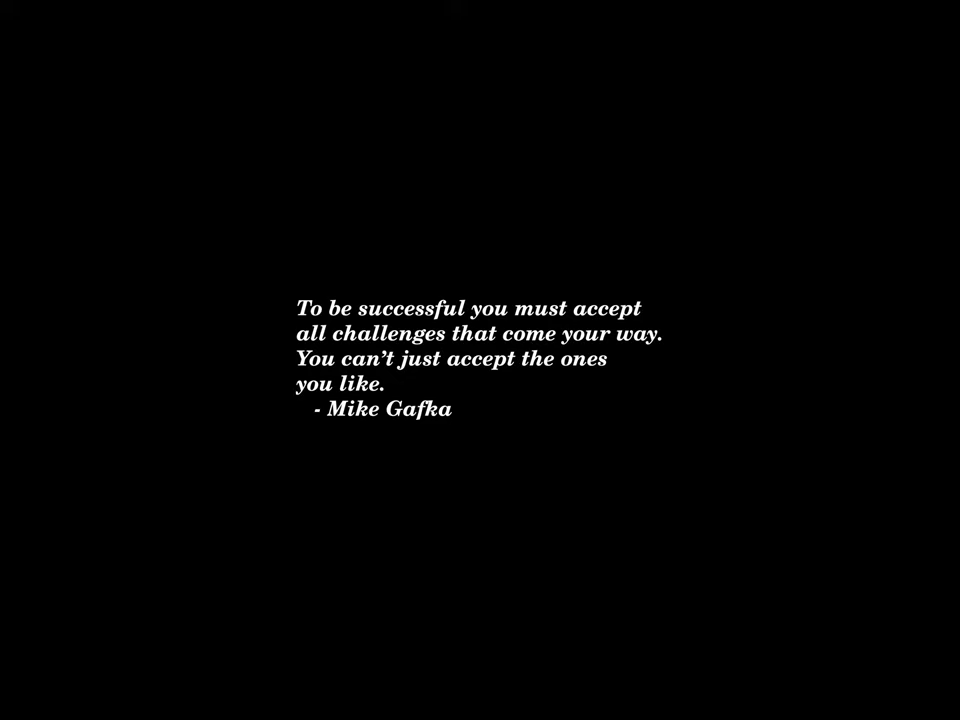 To be successful you must accept
all challenges that come your way.
You can’t just accept the ones
you like.
- Mike Gafka